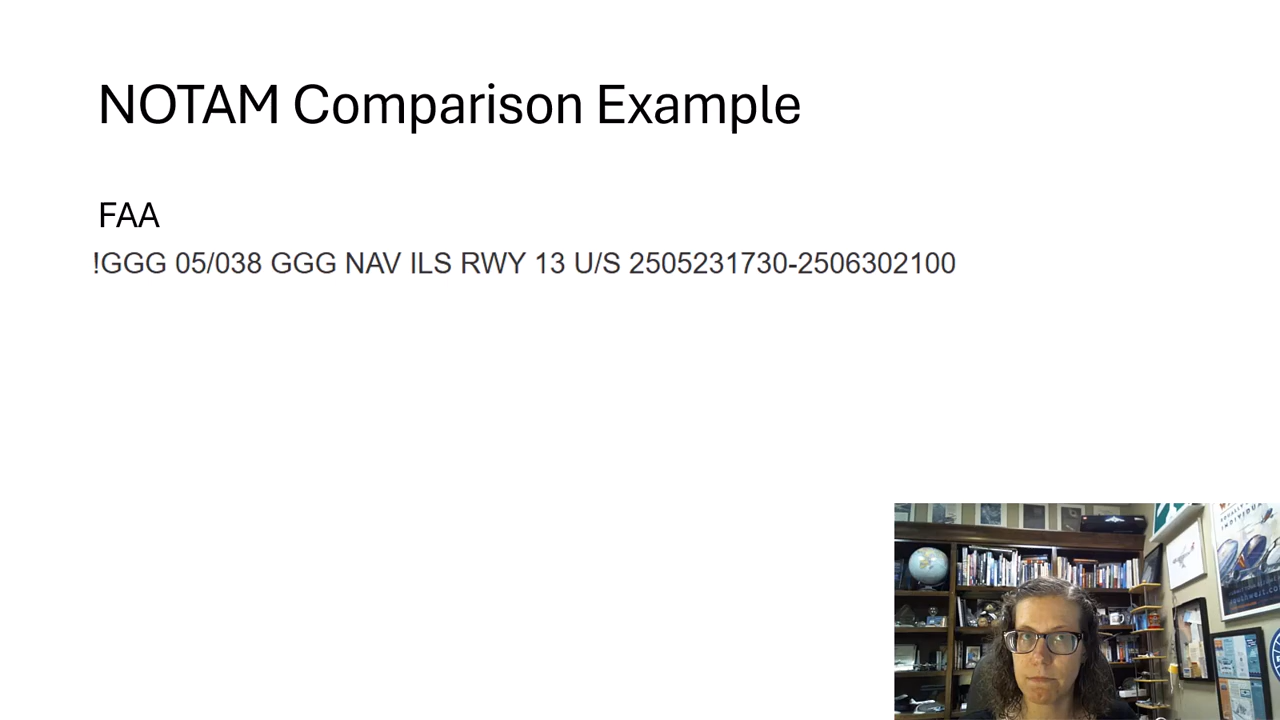 NOTAM Comparison Example
FAA
!GGG 05/038 GGG NAV ILS RWY 13 U/S 2505231730-2506302100